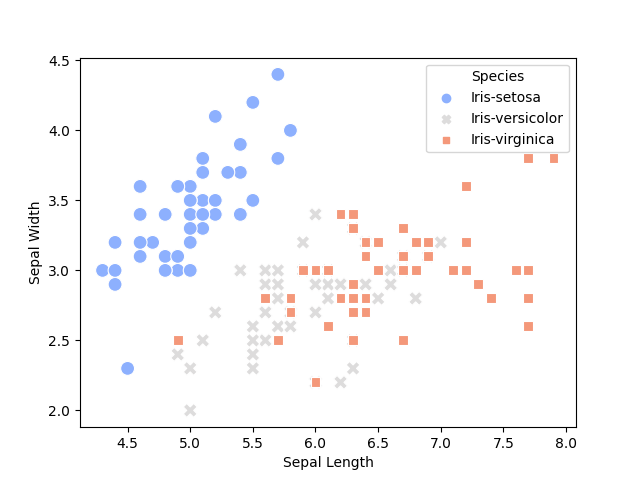 4.5
4.0
3.5
3.0
2.5
2.0
Sepal Width
Species
Iris-setosa
Iris-versicolor
Iris-virginica
4.5 5.0 5.5 6.0 6.5 7.0 7.5 8.0
Sepal Length